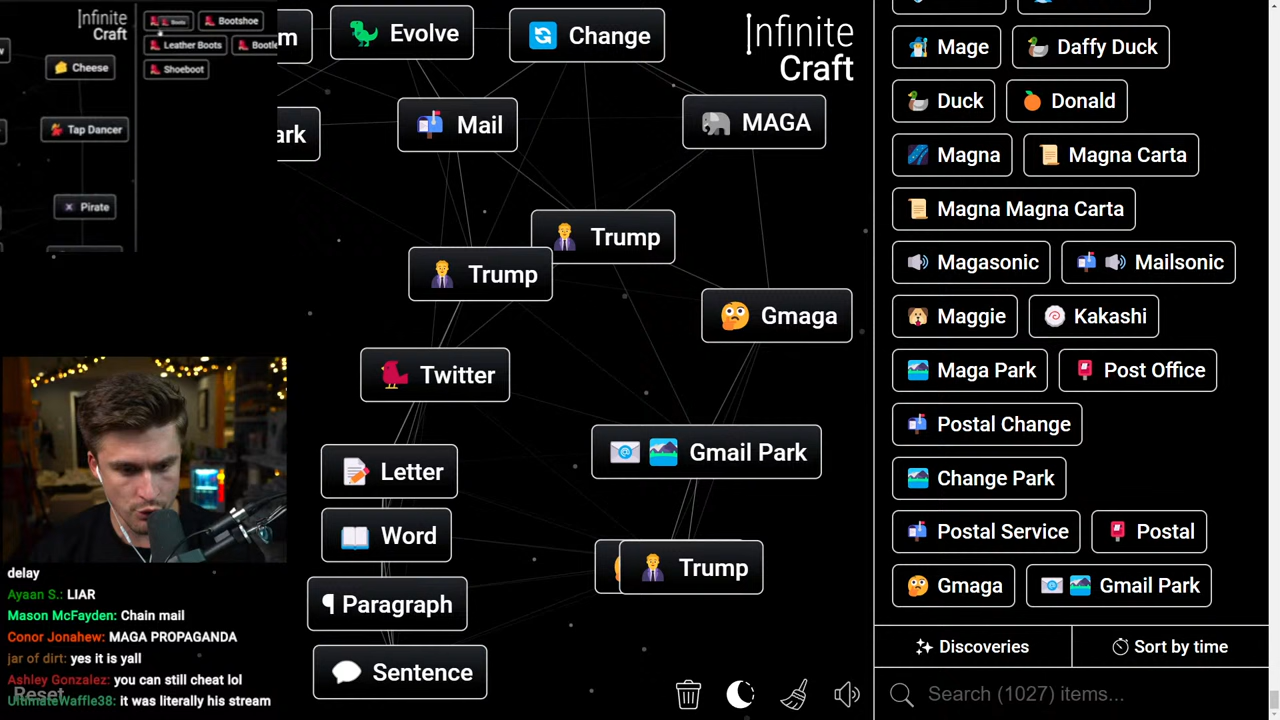 Infinite
Craft
Cheese
Tap Dancer
Pirate
Boots
Bootshoe
Leather Boots
Shoeboot
m
Evolve
Change
Infinite
Craft
ark
Mail
MAGA
Trump
Trump
Gmaga
Twitter
Gmail Park
Letter
Word
Trump
¶ Paragraph
Sentence
delay
Ayaan S.: LIAR
Mason McFayden: Chain mail
Conor Jonahew: MAGA PROPAGANDA
jar of dirt: yes it is yall
Ashley Gonzalez: you can still cheat lol
UltimateWaffle38: it was literally his stream
Reset
Mage
Daffy Duck
Duck
Donald
Magna
Magna Carta
Magna Magna Carta
Magasonic
Mailsonic
Maggie
Kakashi
Maga Park
Post Office
Postal Change
Change Park
Postal Service
Postal
Gmaga
Gmail Park
Discoveries
Sort by time
Search (1027) items...